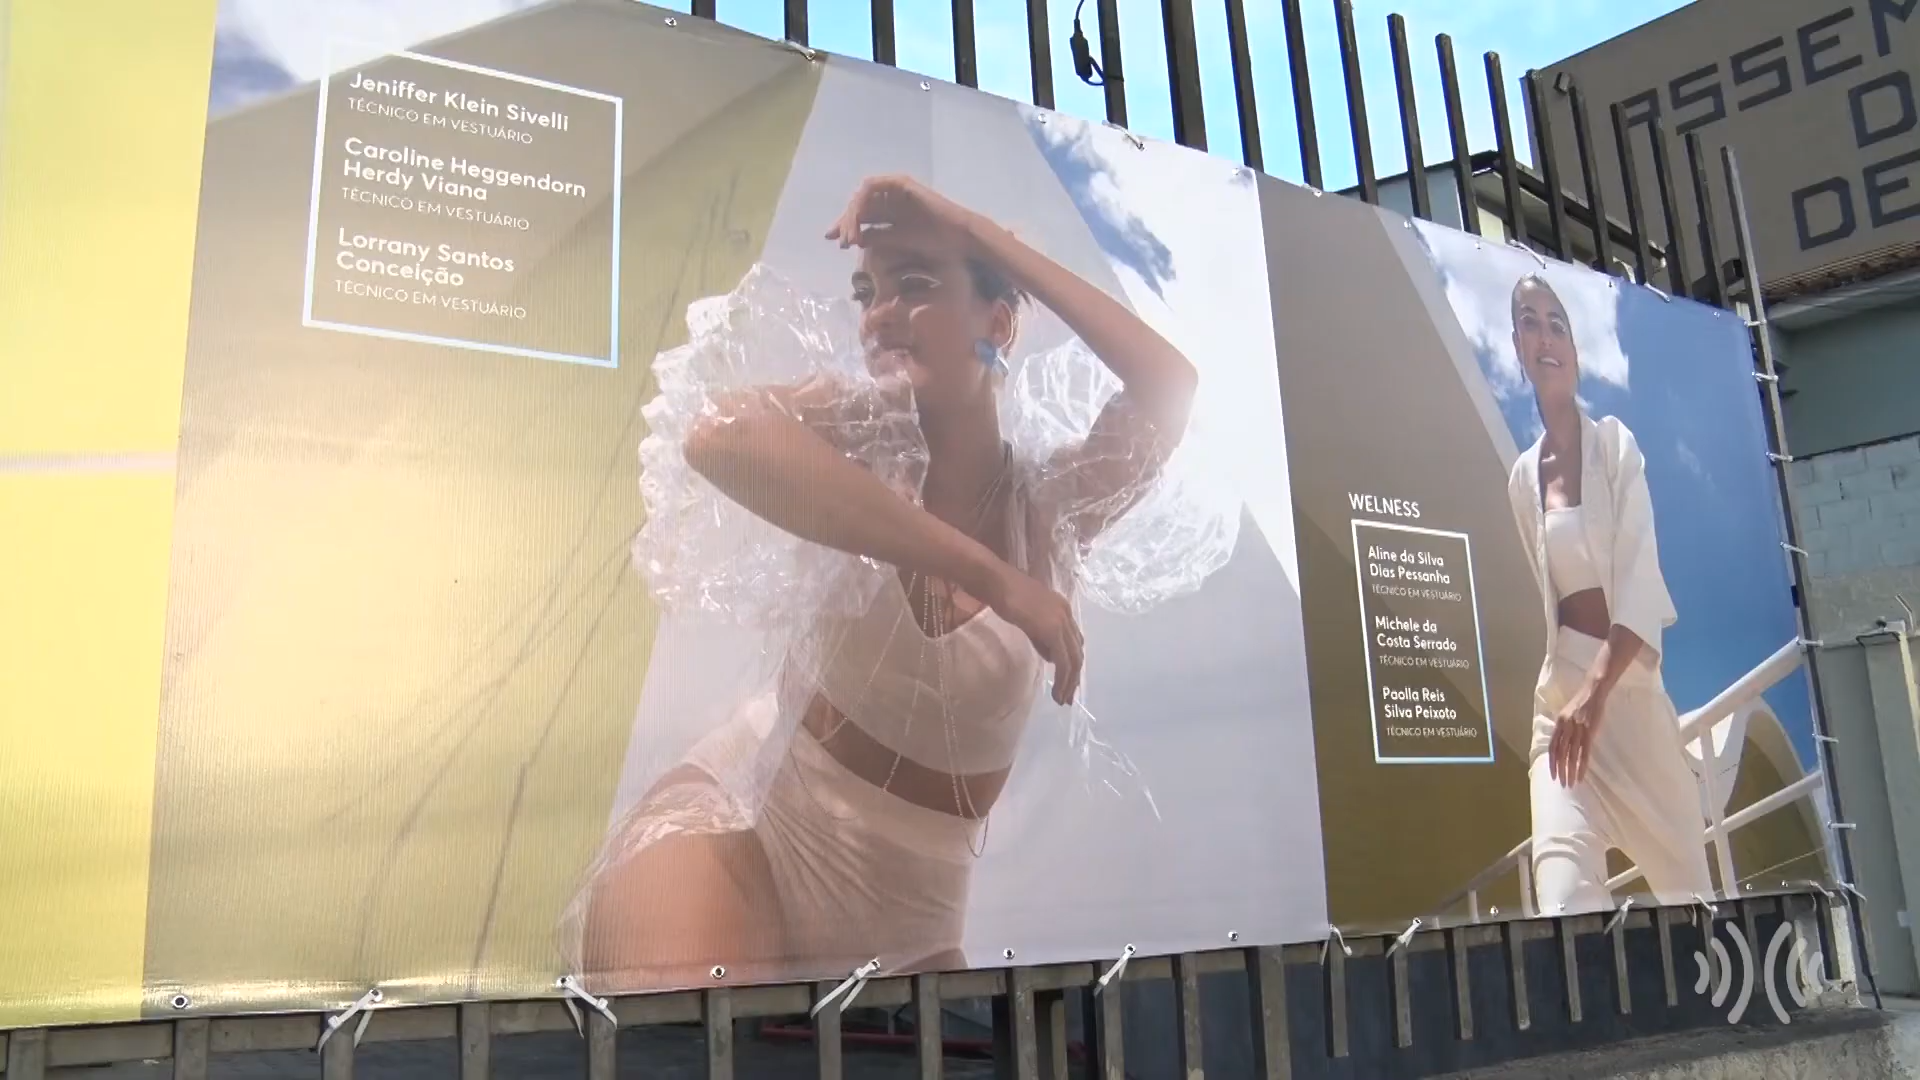 Jeniffer Klein Sivelli
TÉCNICO EM VESTUÁRIO
Caroline Heggendorn
Herdy Viana
TÉCNICO EM VESTUÁRIO
Lorrany Santos
Conceição
TÉCNICO EM VESTUÁRIO
WELNESS
Aline da Silva
Dias Pessanha
TÉCNICO EM VESTUÁRIO
Michele da
Costa Serrado
TÉCNICO EM VESTUÁRIO
Paolla Reis
Silva Peixoto
TÉCNICO EM VESTUÁRIO
ASSEM
D
DE